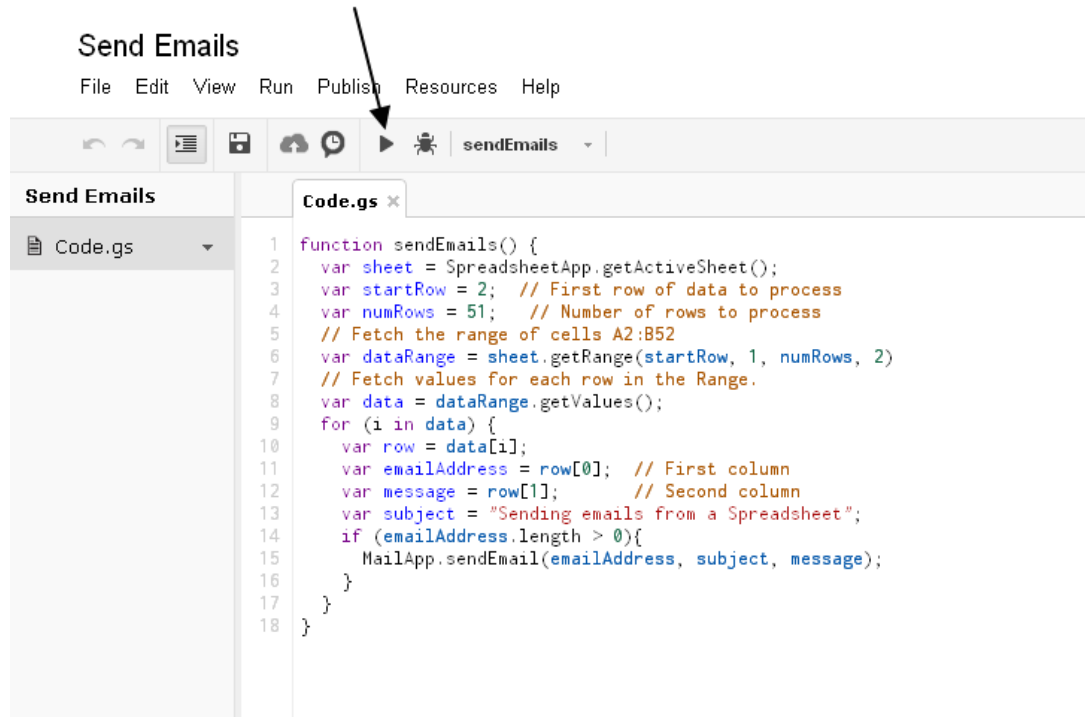 Send Emails
File Edit View Run Publish Resources Help
sendEmails
Send Emails
Code.gs
Code.gs
1 function sendEmails() {
2 var sheet = SpreadsheetApp.getActiveSheet();
3 var startRow = 2; // First row of data to process
4 var numRows = 51; // Number of rows to process
5 // Fetch the range of cells A2:B52
6 var dataRange = sheet.getRange(startRow, 1, numRows, 2)
7 // Fetch values for each row in the Range.
8 var data = dataRange.getValues();
9 for (i in data) {
10 var row = data[i];
11 var emailAddress = row[0]; // First column
12 var message = row[1]; // Second column
13 var subject = "Sending emails from a Spreadsheet";
14 if (emailAddress.length > 0){
15 MailApp.sendEmail(emailAddress, subject, message);
16 }
17 }
18 }